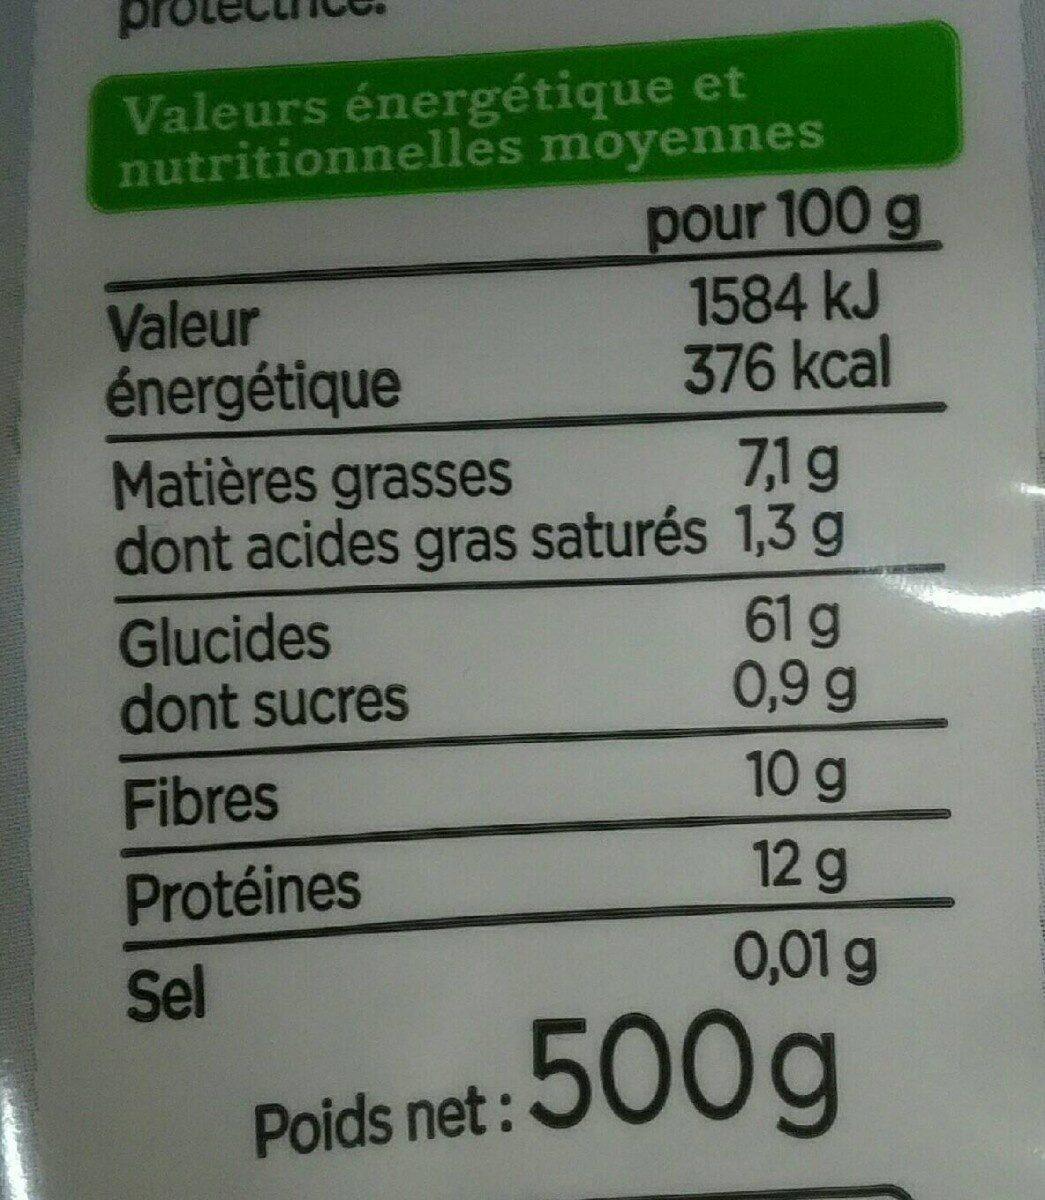 protectrice.
Valeurs énergétique et
nutritionnelles moyennes
pour 100 g
Valeur 1584 kJ
énergétique 376 kcal
Matières grasses 7,1 g
dont acides gras saturés 1,3 g
Glucides 61 g
dont sucres 0,9 g
Fibres 10 g
Protéines 12 g
Sel 0,01 g
Poids net : 500g